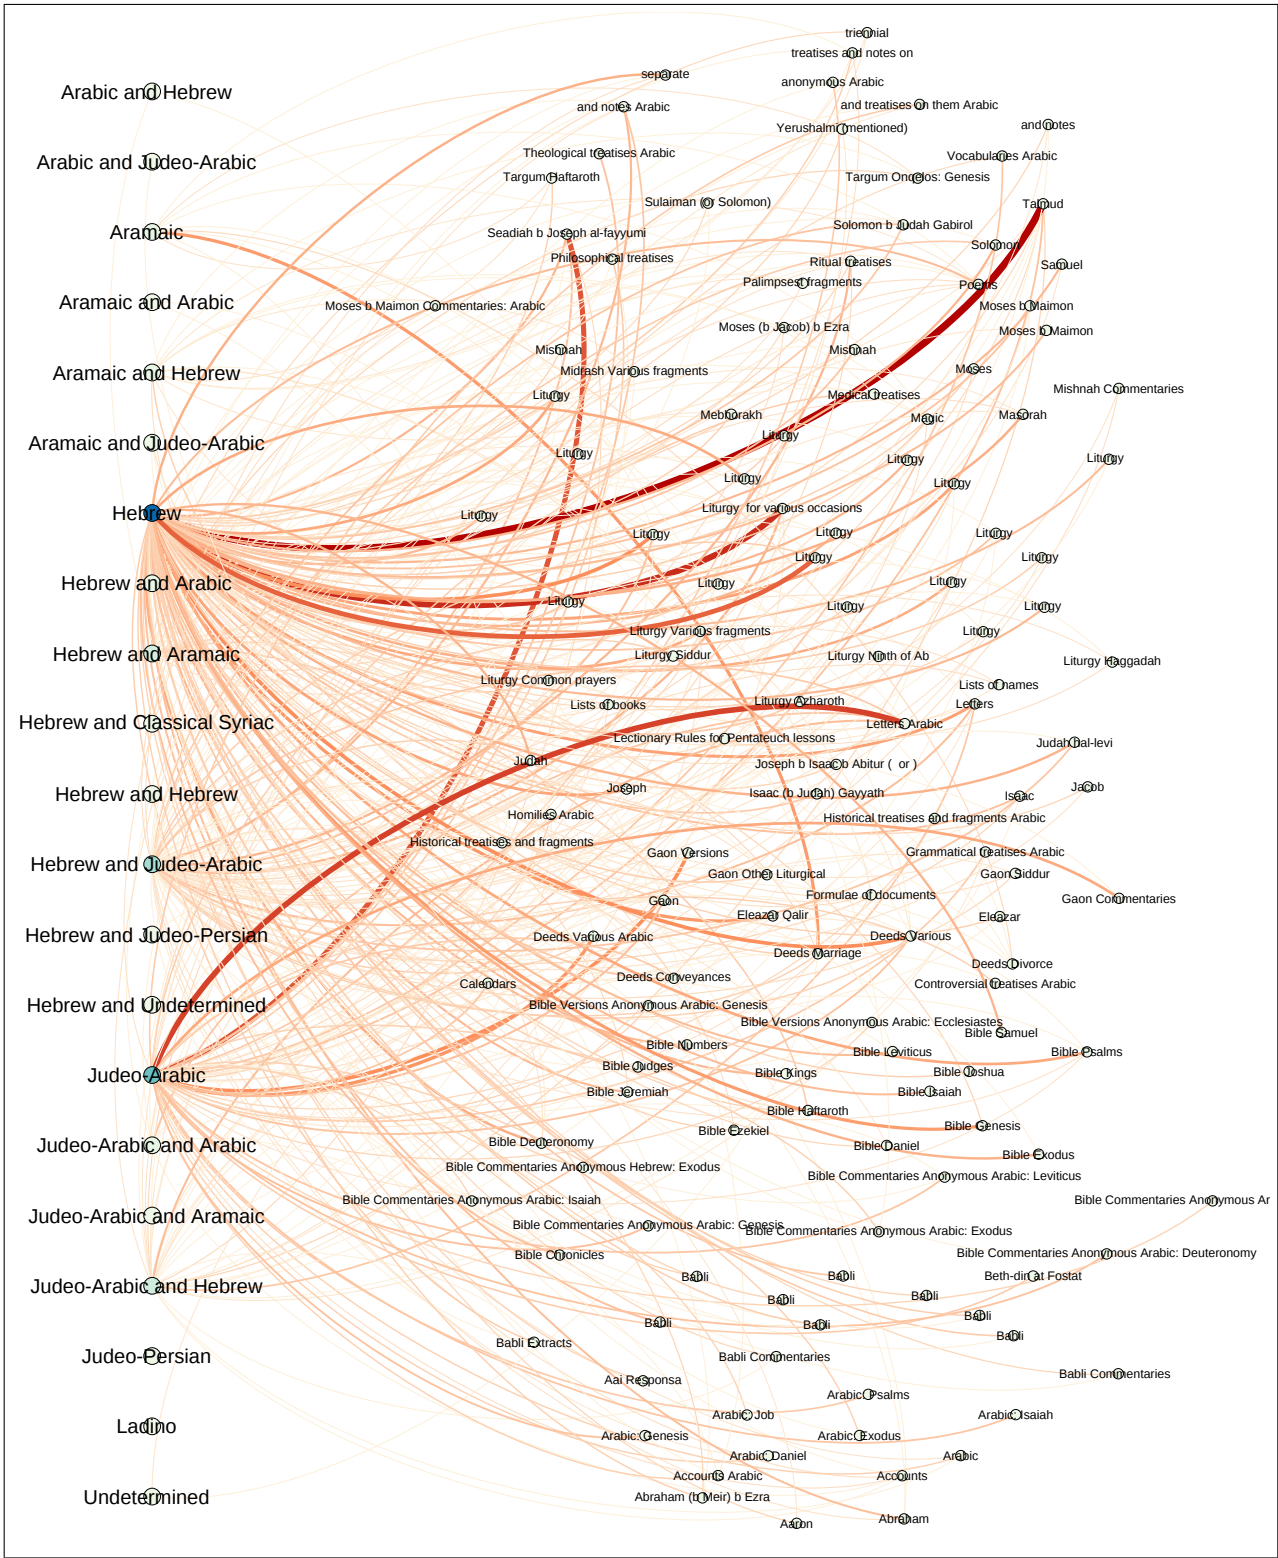 Arabic and Hebrew
Arabic and Judeo-Arabic
Aramaic
Aramaic and Arabic
Aramaic and Hebrew
Aramaic and Judeo-Arabic
Hebrew
Hebrew and Arabic
Hebrew and Aramaic
Hebrew and Classical Syriac
Hebrew and Hebrew
Hebrew and Judeo-Arabic
Hebrew and Judeo-Persian
Hebrew and Undetermined
Judeo-Arabic
Judeo-Arabic and Arabic
Judeo-Arabic and Aramaic
Judeo-Arabic and Hebrew
Judeo-Persian
Ladino
Undetermined
triennial
treatises and notes on
separate
anonymous Arabic
and notes Arabic
and treatises on them Arabic
Yerushalmi (mentioned)
and notes
Theological treatises Arabic
Vocabularies Arabic
Targum Haftaroth
Targum Onqelos: Genesis
Sulaiman (or Solomon)
Talmud
Seadiah b Joseph al-fayyumi
Solomon b Judah Gabirol
Solomon
Philosophical treatises
Ritual treatises
Samuel
Palimpsest fragments
Poetus
Moses b Maimon Commentaries: Arabic
Moses b Maimon
Moses (b Jacob) b Ezra
Moses b Maimon
Mishnah
Mishnah
Midrash Various fragments
Moses
Liturgy
Medical treatises
Mishnah Commentaries
Mebhorakh
Magic
Masorah
Liturgy
Liturgy
Liturgy
Liturgy
Liturgy
Liturgy
Liturgy
Liturgy for various occasions
Liturgy
Liturgy
Liturgy
Liturgy
Liturgy
Liturgy
Liturgy
Liturgy
Liturgy
Liturgy
Liturgy
Liturgy Various fragments
Liturgy
Liturgy Siddur
Liturgy Ninth of Ab
Liturgy Haggadah
Liturgy Common prayers
Lists of names
Lists of books
Liturgy Azharoth
Letters
Letters Arabic
Lectionary Rules for Pentateuch lessons
Judah hal-levi
Judah
Joseph b Isaac b Abitur ( or )
Joseph
Isaac (b Judah) Gayyath
Isaac
Jacob
Homilies Arabic
Historical treatises and fragments Arabic
Historical treatises and fragments
Gaon Versions
Grammatical treatises Arabic
Gaon Other Liturgical
Gaon Siddur
Gaon
Formulae of documents
Gaon Commentaries
Eleazar Qalir
Eleazar
Deeds Various Arabic
Deeds Various
Deeds Marriage
Deeds Divorce
Calendars
Deeds Conveyances
Controversial treatises Arabic
Bible Versions Anonymous Arabic: Genesis
Bible Versions Anonymous Arabic: Ecclesiastes
Bible Samuel
Bible Numbers
Bible Leviticus
Bible Psalms
Bible Judges
Bible Kings
Bible Joshua
Bible Jeremiah
Bible Isaiah
Bible Haftaroth
Bible Ezekiel
Bible Genesis
Bible Deuteronomy
Bible Daniel
Bible Exodus
Bible Commentaries Anonymous Hebrew: Exodus
Bible Commentaries Anonymous Arabic: Leviticus
Bible Commentaries Anonymous Arabic: Isaiah
Bible Commentaries Anonymous Ar
Bible Commentaries Anonymous Arabic: Genesis
Bible Commentaries Anonymous Arabic: Exodus
Bible Chronicles
Bible Commentaries Anonymous Arabic: Deuteronomy
Babli
Babli
Beth-din at Fostat
Babli
Babli
Babli
Babli
Babli
Babli
Babli Extracts
Babli Commentaries
Babli Commentaries
Aai Responsa
Arabic: Psalms
Arabic: Job
Arabic: Isaiah
Arabic: Genesis
Arabic: Exodus
Arabic: Daniel
Arabic
Accounts Arabic
Accounts
Abraham (b Meir) b Ezra
Aaron
Abraham